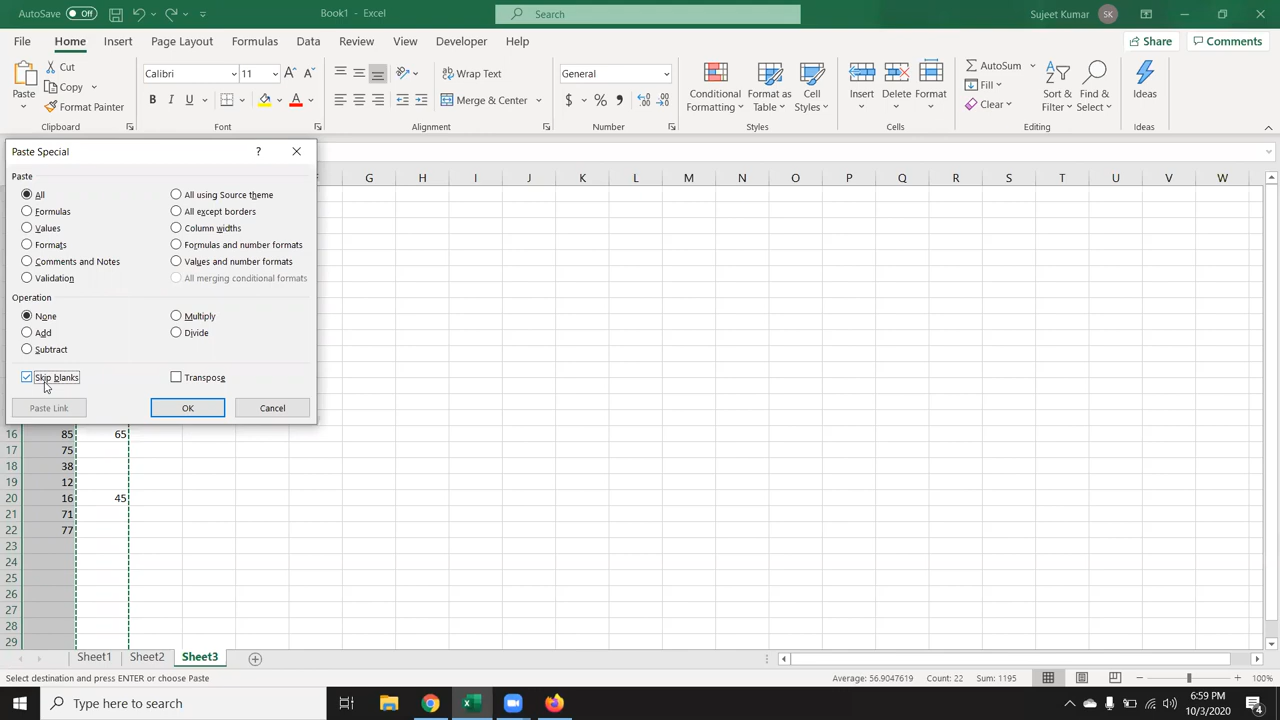 AutoSave Off Book1 - Excel Search Sujeet Kumar SK
File Home Insert Page Layout Formulas Data Review View Developer Help Share Comments
Paste Cut Copy Format Painter Clipboard
Calibri 11 B I U Font
Wrap Text Merge & Center Alignment
General $ % Number
Conditional Formatting Format as Table Cell Styles Styles
Insert Delete Format Cells
AutoSum Fill Clear Sort & Filter Find & Select Editing
Ideas Ideas
Paste Special ?
G H I J K L M N O P Q R S T U V W
Paste
All All using Source theme
Formulas All except borders
Values Column widths
Formats Formulas and number formats
Comments and Notes Values and number formats
Validation All merging conditional formats
Operation
None Multiply
Add Divide
Subtract
Skip blanks Transpose
Paste Link OK Cancel
16 85 65
17 75
18 38
19 12
20 16 45
21 71
22 77
23
24
25
26
27
28
29
Sheet1 Sheet2 Sheet3
Select destination and press ENTER or choose Paste Average: 56.9047619 Count: 22 Sum: 1195 100%
Type here to search 6:59 PM
10/3/2020